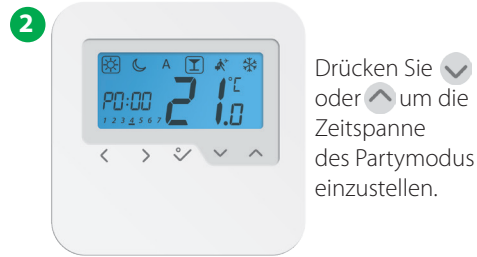 2
A
P0:00 21.0 °C
1 2 3 4 5 6 7
Drücken Sie
oder um die
Zeitspanne
des Partymodus
einzustellen.